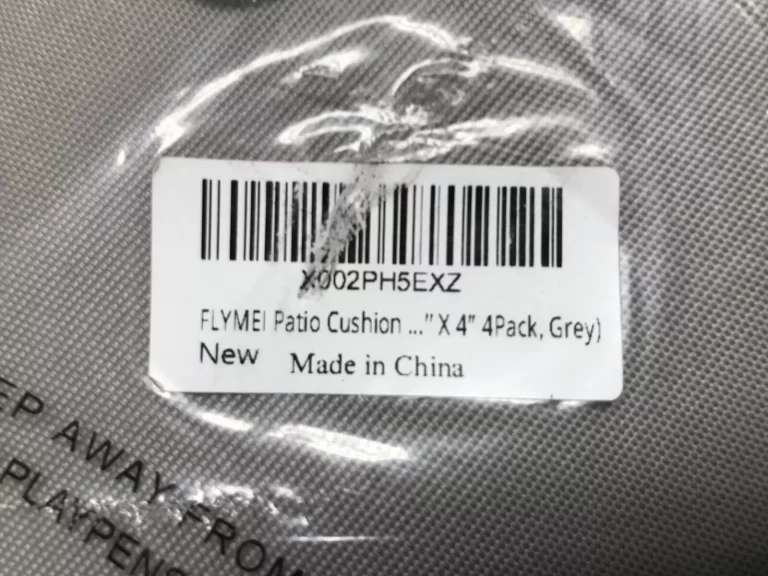 X002PH5EXZ
FLYMEI Patio Cushion ..." X 4" 4Pack, Grey)
New Made in China
EP AWAY FROM
PLAYPENS